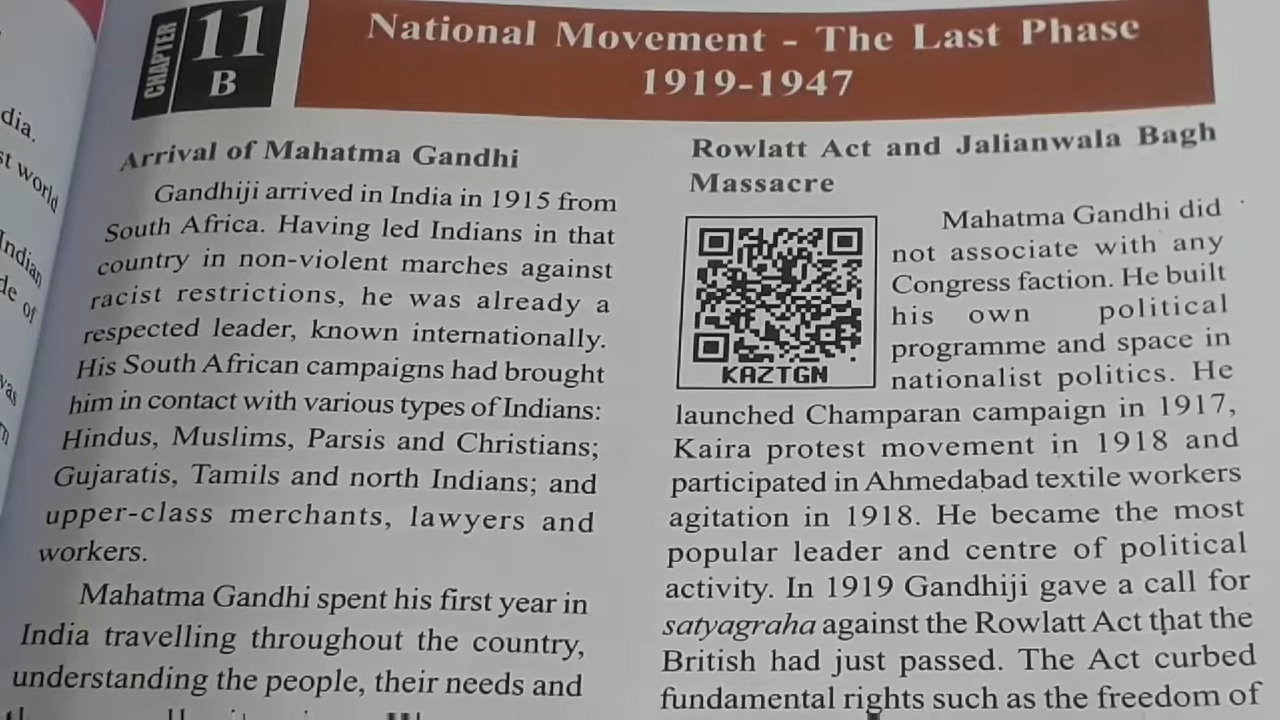 dia.
st world
Indian
de of
vas
CHAPTER
11
B
National Movement - The Last Phase
1919-1947
Arrival of Mahatma Gandhi
Gandhiji arrived in India in 1915 from
South Africa. Having led Indians in that
country in non-violent marches against
racist restrictions, he was already a
respected leader, known internationally.
His South African campaigns had brought
him in contact with various types of Indians:
Hindus, Muslims, Parsis and Christians;
Gujaratis, Tamils and north Indians; and
upper-class merchants, lawyers and
workers.
Mahatma Gandhi spent his first year in
India travelling throughout the country,
understanding the people, their needs and
Rowlatt Act and Jalianwala Bagh
Massacre
KAZTGN
Mahatma Gandhi did
not associate with any
Congress faction. He built
his own political
programme and space in
nationalist politics. He
launched Champaran campaign in 1917,
Kaira protest movement in 1918 and
participated in Ahmedabad textile workers
agitation in 1918. He became the most
popular leader and centre of political
activity. In 1919 Gandhiji gave a call for
satyagraha against the Rowlatt Act that the
British had just passed. The Act curbed
fundamental rights such as the freedom of